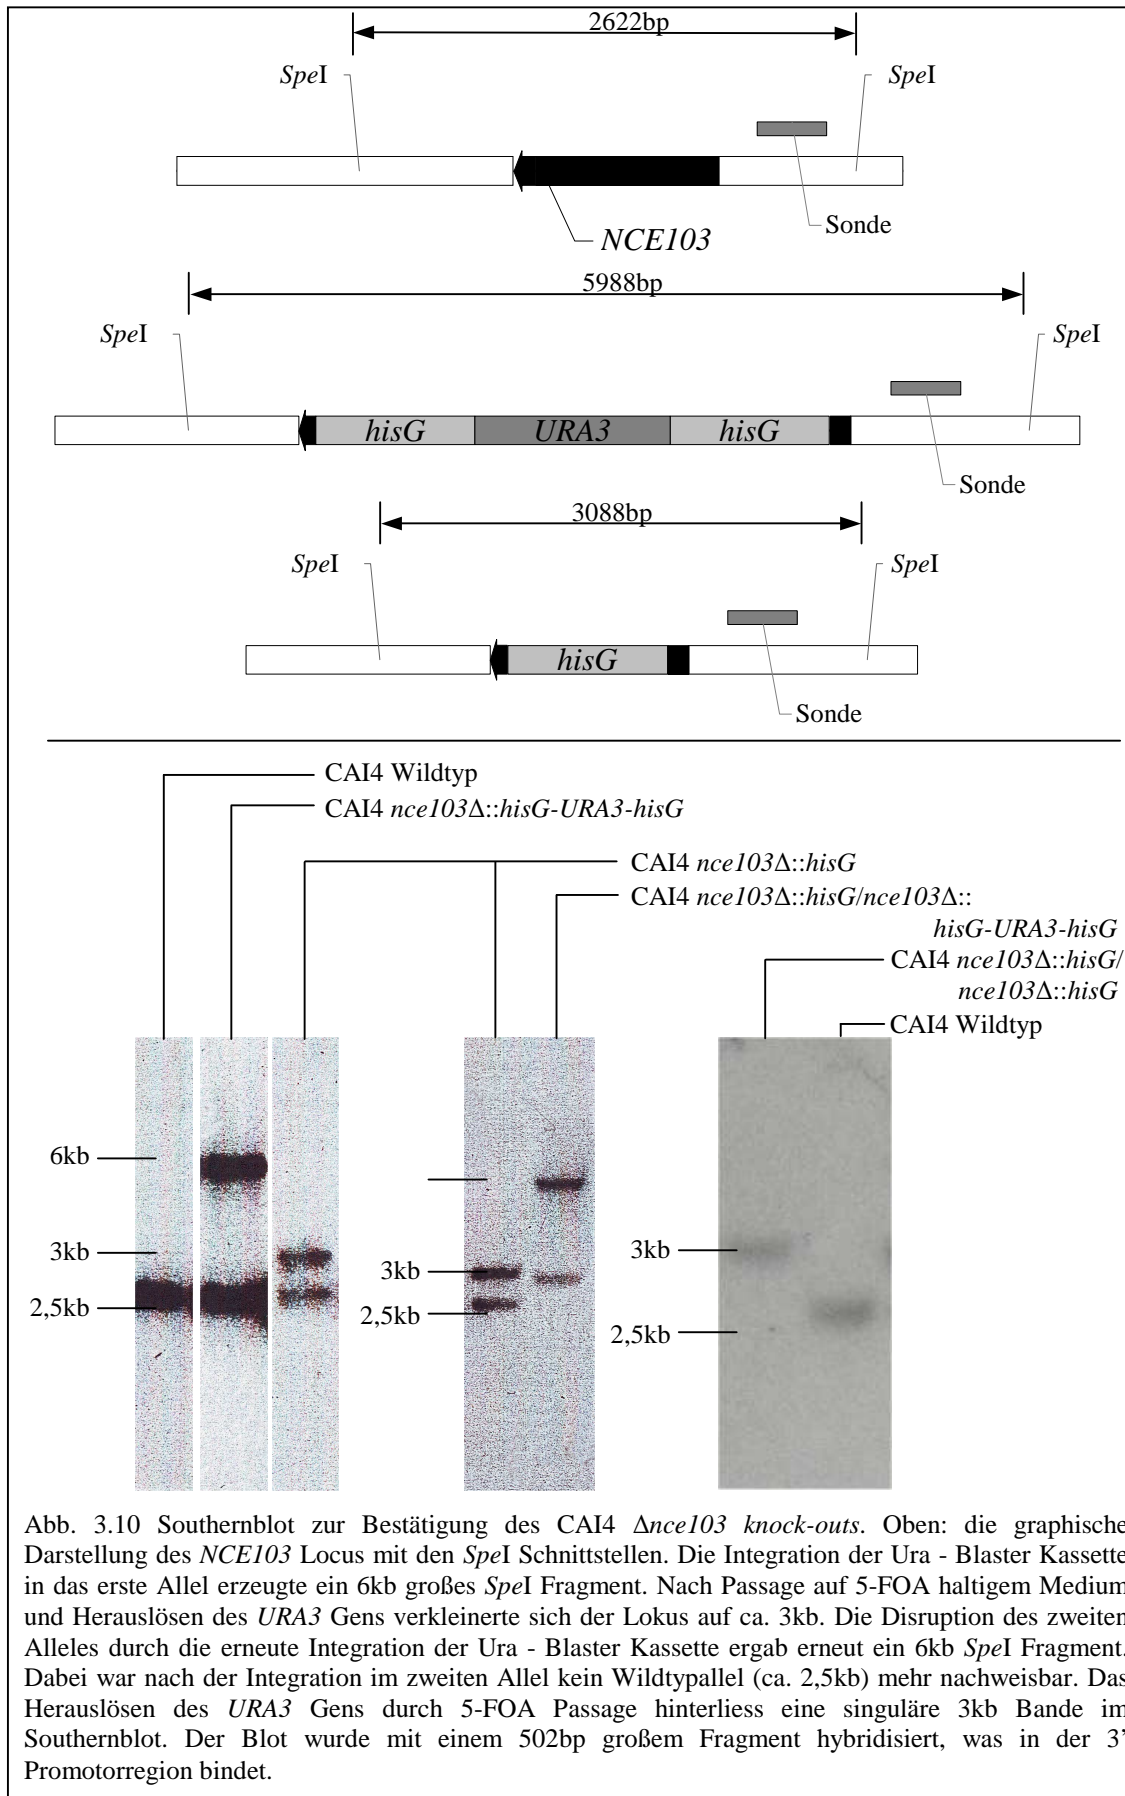 2622bp
SpeI
SpeI
Sonde
NCE103
5988bp
SpeI
SpeI
hisG
URA3
hisG
Sonde
3088bp
SpeI
SpeI
hisG
Sonde
CAI4 Wildtyp
CAI4 nce103Δ::hisG-URA3-hisG
CAI4 nce103Δ::hisG
CAI4 nce103Δ::hisG/nce103Δ::
hisG-URA3-hisG
CAI4 nce103Δ::hisG/
nce103Δ::hisG
CAI4 Wildtyp
6kb
3kb
2,5kb
3kb
2,5kb
3kb
2,5kb
Abb. 3.10 Southernblot zur Bestätigung des CAI4 Δnce103 knock-outs. Oben: die graphische
Darstellung des NCE103 Locus mit den SpeI Schnittstellen. Die Integration der Ura - Blaster Kassette
in das erste Allel erzeugte ein 6kb großes SpeI Fragment. Nach Passage auf 5-FOA haltigem Medium
und Herauslösen des URA3 Gens verkleinerte sich der Lokus auf ca. 3kb. Die Disruption des zweiten
Alleles durch die erneute Integration der Ura - Blaster Kassette ergab erneut ein 6kb SpeI Fragment.
Dabei war nach der Integration im zweiten Allel kein Wildtypallel (ca. 2,5kb) mehr nachweisbar. Das
Herauslösen des URA3 Gens durch 5-FOA Passage hinterliess eine singuläre 3kb Bande im
Southernblot. Der Blot wurde mit einem 502bp großem Fragment hybridisiert, was in der 3'
Promotorregion bindet.